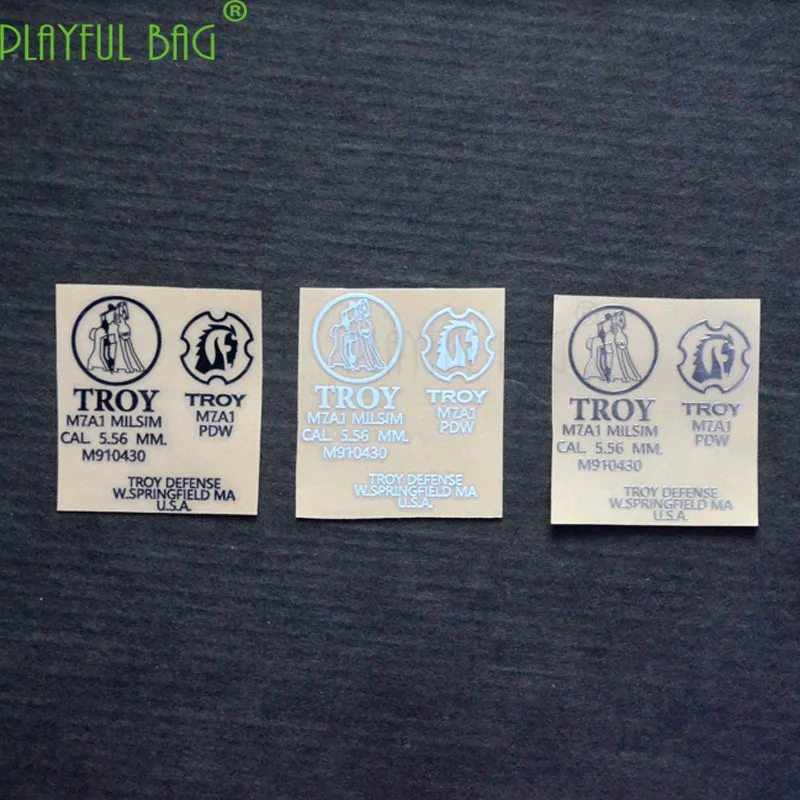 PLAYFUL BAG®
TROY
M7A1 MILSIM
CAL. 5.56 MM.
M910430
TROY
M7A1
PDW
TROY DEFENSE
W.SPRINGFIELD MA
U.S.A.
TROY
M7A1 MILSIM
CAL. 5.56 MM.
M910430
TROY
M7A1
PDW
TROY DEFENSE
W.SPRINGFIELD MA
U.S.A.
TROY
M7A1 MILSIM
CAL. 5.56 MM.
M910430
TROY
M7A1
PDW
TROY DEFENSE
W.SPRINGFIELD MA
U.S.A.